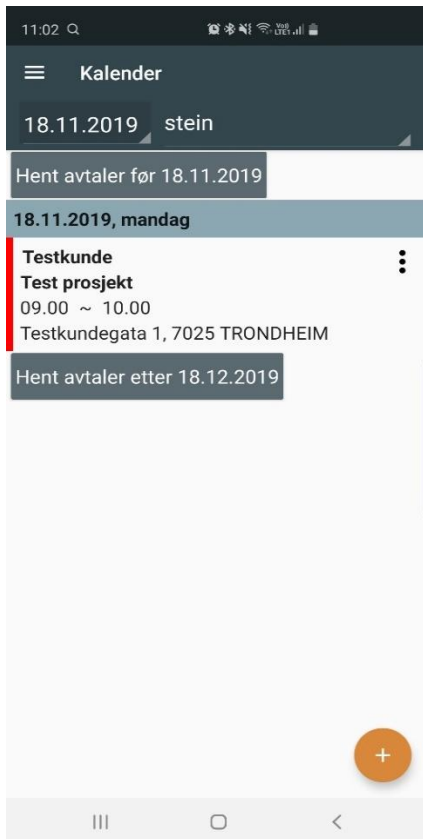 11:02
Kalender
18.11.2019 stein
Hent avtaler før 18.11.2019
18.11.2019, mandag
Testkunde
Test prosjekt
09.00 ~ 10.00
Testkundegata 1, 7025 TRONDHEIM
Hent avtaler etter 18.12.2019
+